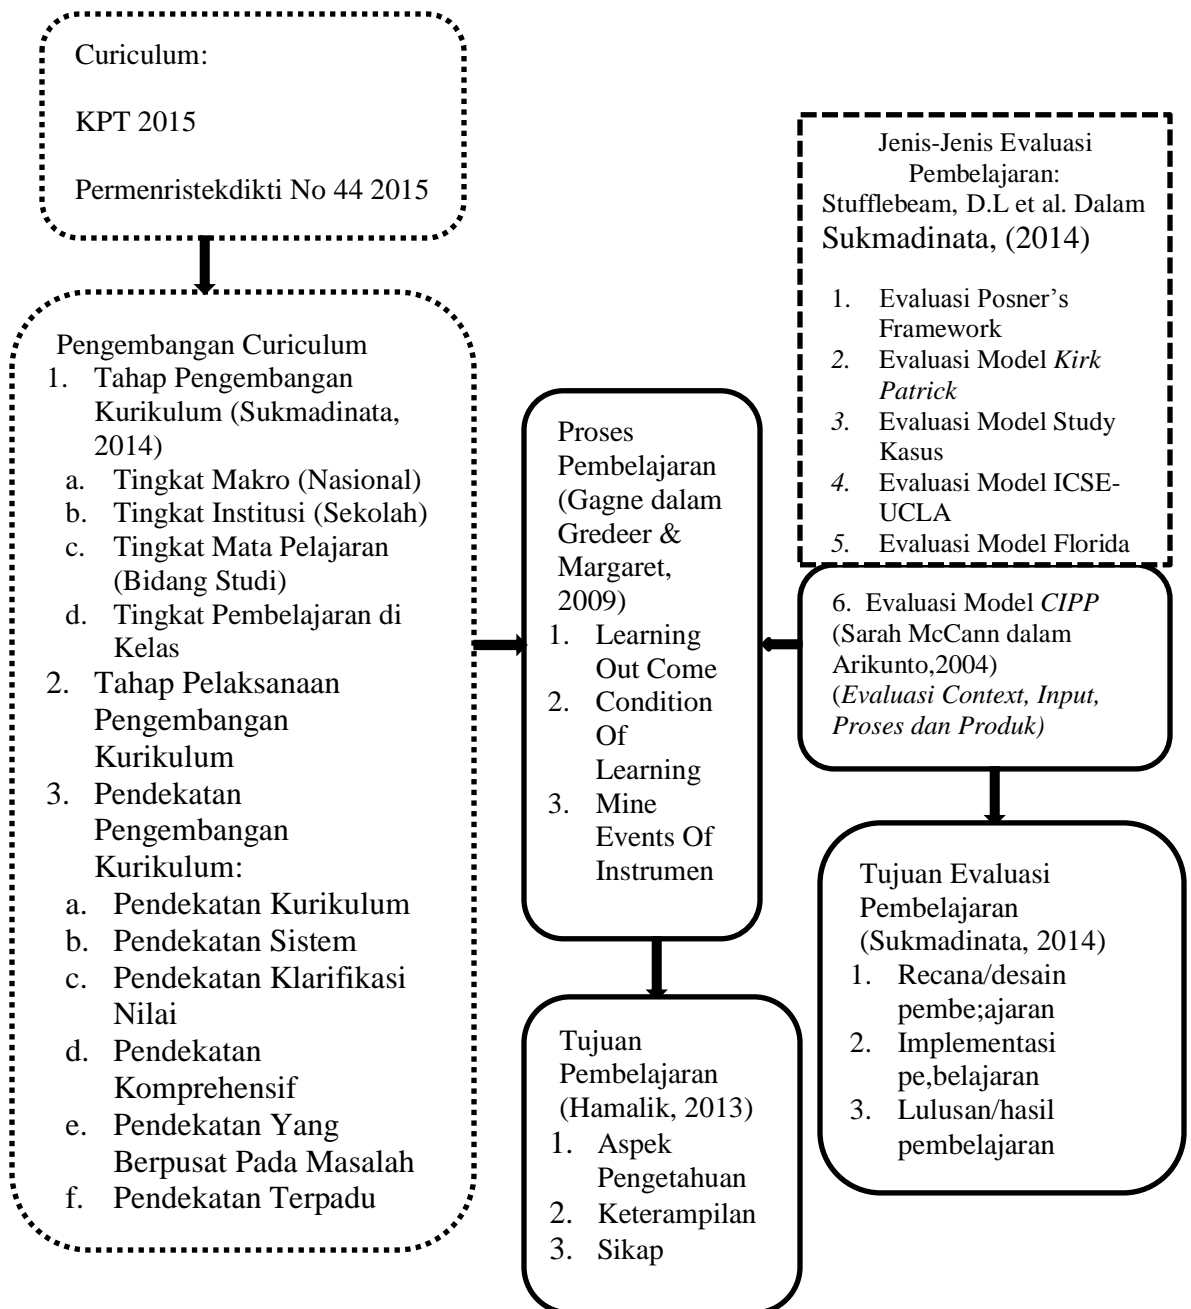 Curiculum:
KPT 2015
Permenristekdikti No 44 2015
Pengembangan Curiculum
1. Tahap Pengembangan
Kurikulum (Sukmadinata,
2014)
a. Tingkat Makro (Nasional)
b. Tingkat Institusi (Sekolah)
c. Tingkat Mata Pelajaran
(Bidang Studi)
d. Tingkat Pembelajaran di
Kelas
2. Tahap Pelaksanaan
Pengembangan
Kurikulum
3. Pendekatan
Pengembangan
Kurikulum:
a. Pendekatan Kurikulum
b. Pendekatan Sistem
c. Pendekatan Klarifikasi
Nilai
d. Pendekatan
Komprehensif
e. Pendekatan Yang
Berpusat Pada Masalah
f. Pendekatan Terpadu
Proses
Pembelajaran
(Gagne dalam
Gredeer &
Margaret,
2009)
1. Learning
Out Come
2. Condition
Of
Learning
3. Mine
Events Of
Instrumen
Tujuan
Pembelajaran
(Hamalik, 2013)
1. Aspek
Pengetahuan
2. Keterampilan
3. Sikap
Jenis-Jenis Evaluasi
Pembelajaran:
Stufflebeam, D.L et al. Dalam
Sukmadinata, (2014)
1. Evaluasi Posner’s
Framework
2. Evaluasi Model Kirk
Patrick
3. Evaluasi Model Study
Kasus
4. Evaluasi Model ICSE-
UCLA
5. Evaluasi Model Florida
6. Evaluasi Model CIPP
(Sarah McCann dalam
Arikunto,2004)
(Evaluasi Context, Input,
Proses dan Produk)
Tujuan Evaluasi
Pembelajaran
(Sukmadinata, 2014)
1. Recana/desain
pembe;ajaran
2. Implementasi
pe,belajaran
3. Lulusan/hasil
pembelajaran